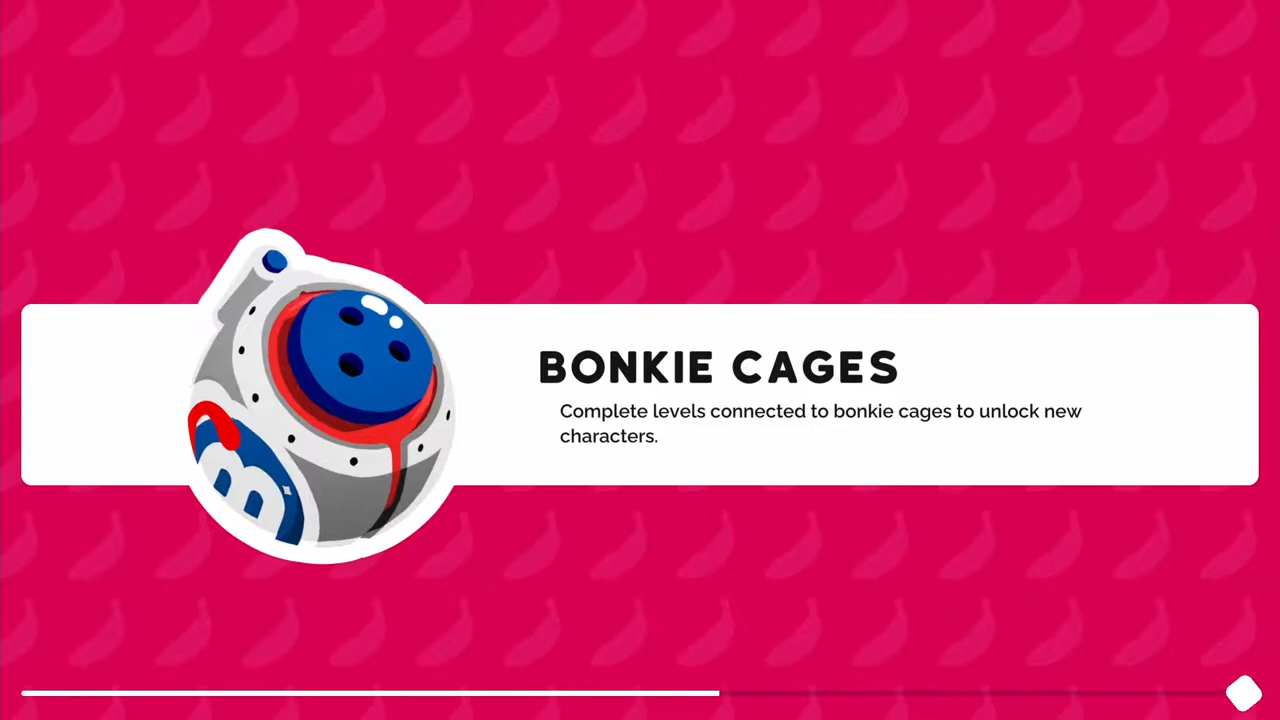 BONKIE CAGES
Complete levels connected to bonkie cages to unlock new
characters.
B